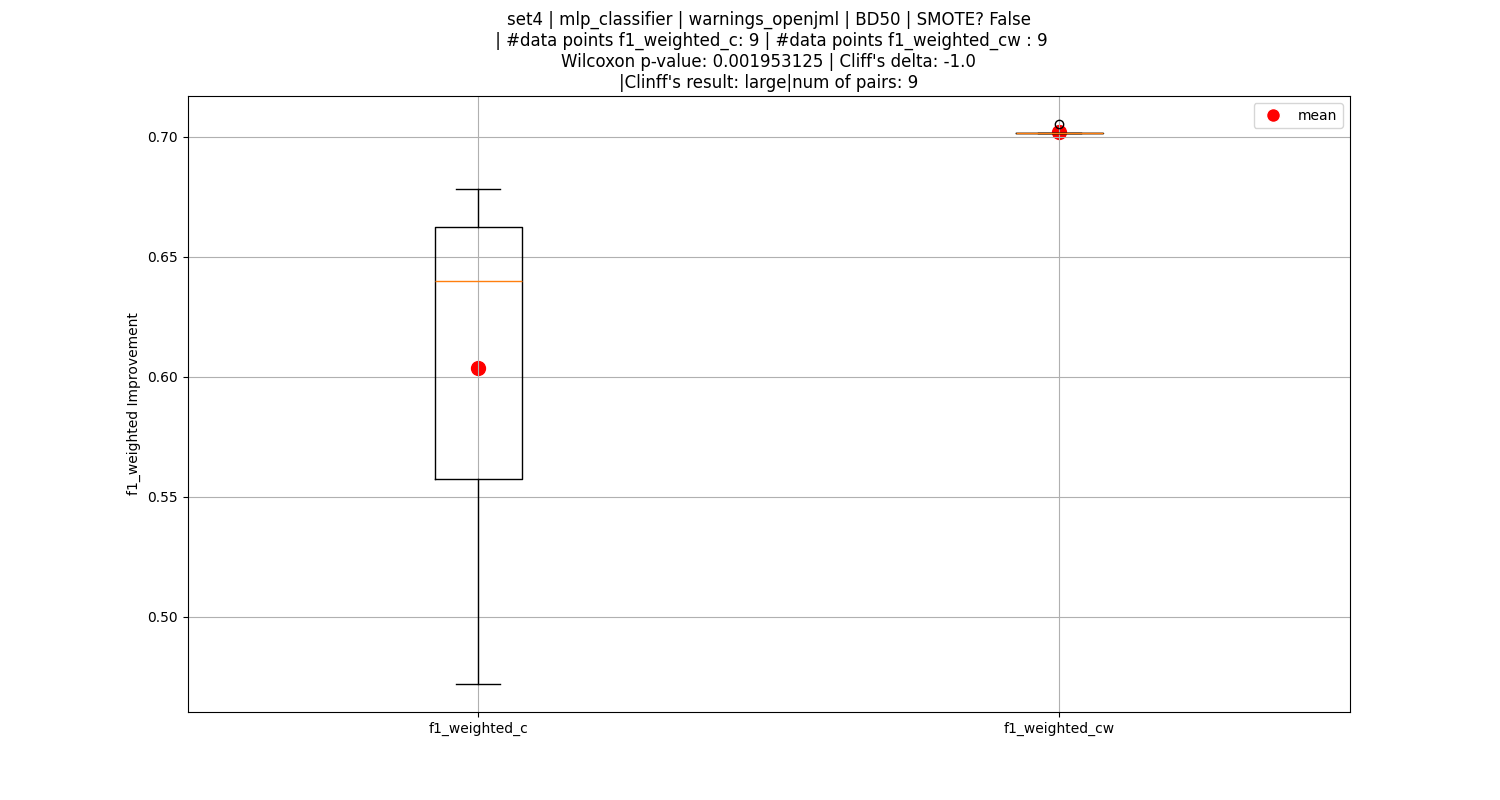 set4 | mlp_classifier | warnings_openjml | BD50 | SMOTE? False
| #data points f1_weighted_c: 9 | #data points f1_weighted_cw : 9
Wilcoxon p-value: 0.001953125 | Cliff's delta: -1.0
|Clinff's result: large|num of pairs: 9
mean
0.70
0.65
0.60
0.55
0.50
f1_weighted Improvement
f1_weighted_c
f1_weighted_cw